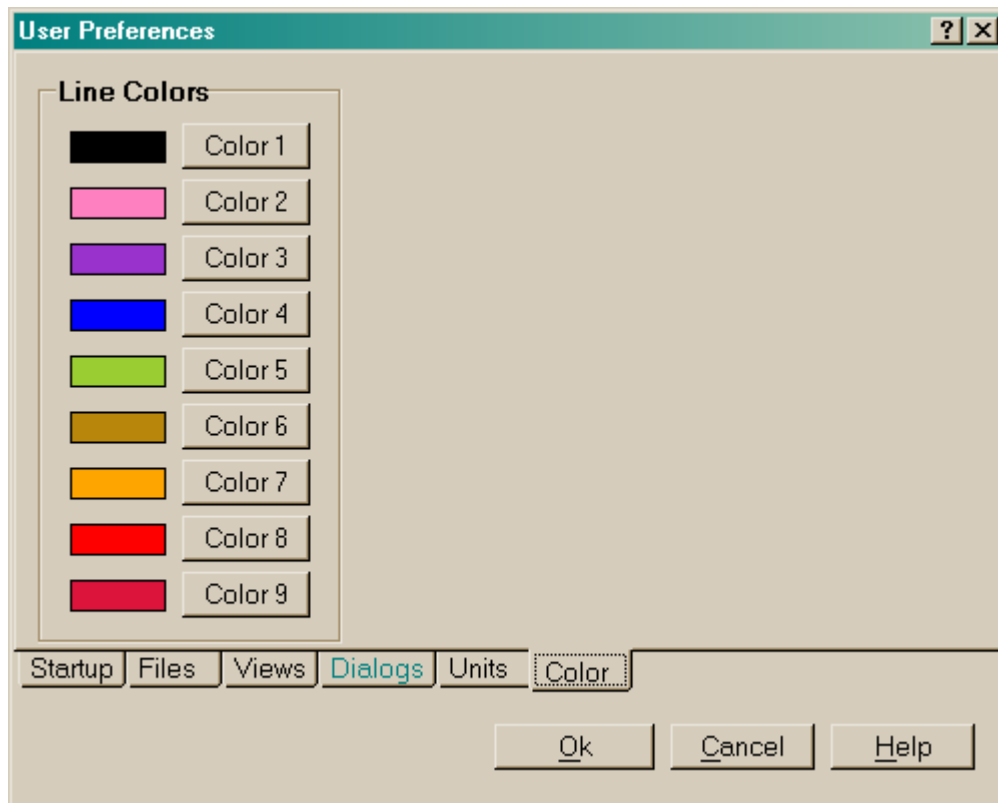 User Preferences
Line Colors
Color 1
Color 2
Color 3
Color 4
Color 5
Color 6
Color 7
Color 8
Color 9
Startup Files Views Dialogs Units Color
Ok Cancel Help